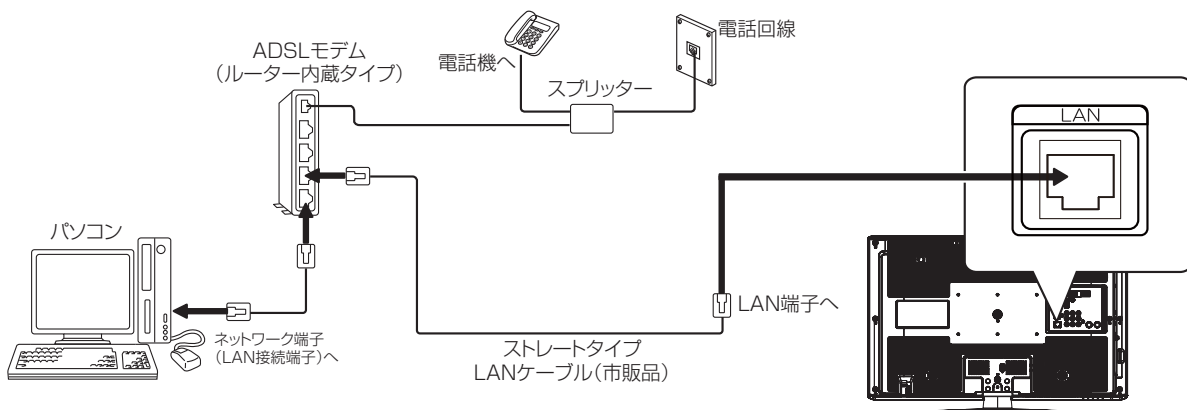 ADSLモデム
（ルーター内蔵タイプ）
電話機へ
電話回線
スプリッター
LAN
パソコン
ネットワーク端子
（LAN接続端子）へ
LAN端子へ
ストレートタイプ
LANケーブル（市販品）